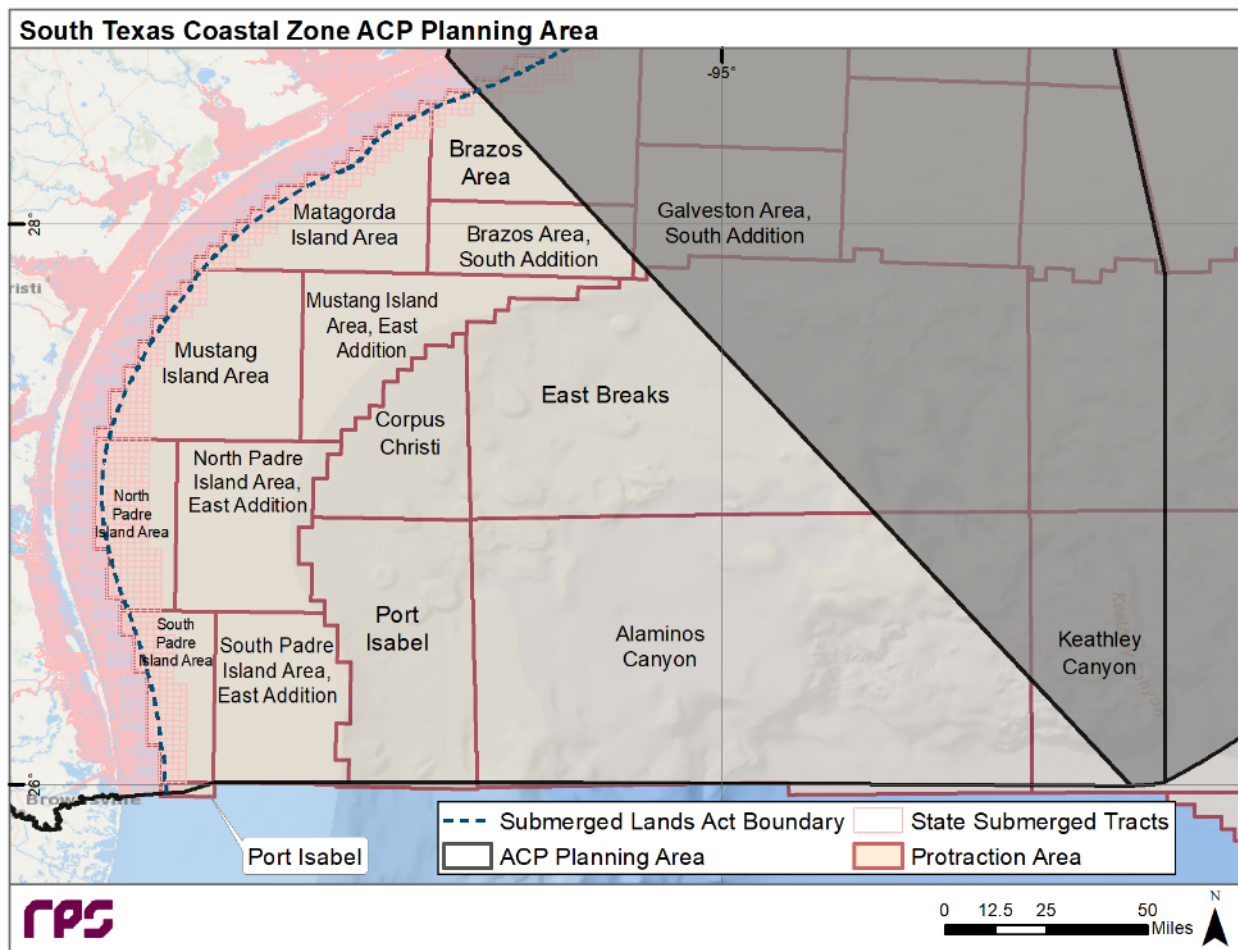 South Texas Coastal Zone ACP Planning Area
-95°
28°
Brazos
Area
Matagorda
Island Area
Brazos Area,
South Addition
Galveston Area,
South Addition
risti
Mustang Island
Area, East
Addition
Mustang
Island Area
East Breaks
Corpus
Christi
North Padre
Island Area,
East Addition
North
Padre
Island Area
Port
Isabel
South
Padre
Island Area
South Padre
Island Area,
East Addition
Alaminos
Canyon
Keathley
Canyon
Keathley Canyon
26°
Brownsville
Port Isabel
Submerged Lands Act Boundary
State Submerged Tracts
ACP Planning Area
Protraction Area
rps
0 12.5 25 50
Miles
N